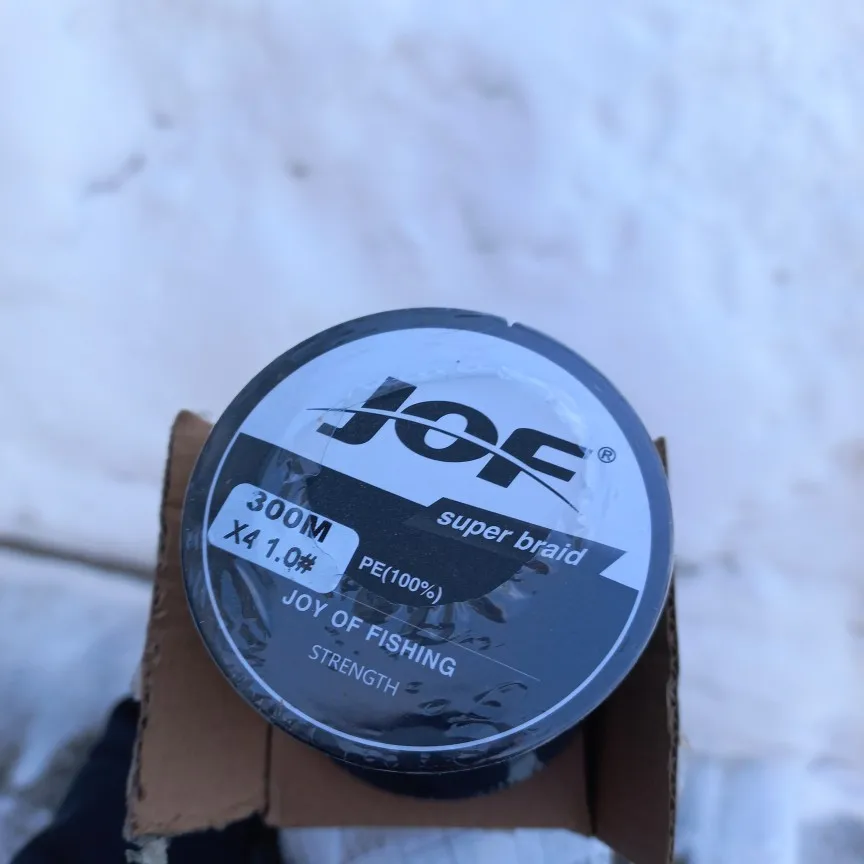 JOF®
super braid
300M
X4 1.0#
PE(100%)
JOY OF FISHING
STRENGTH